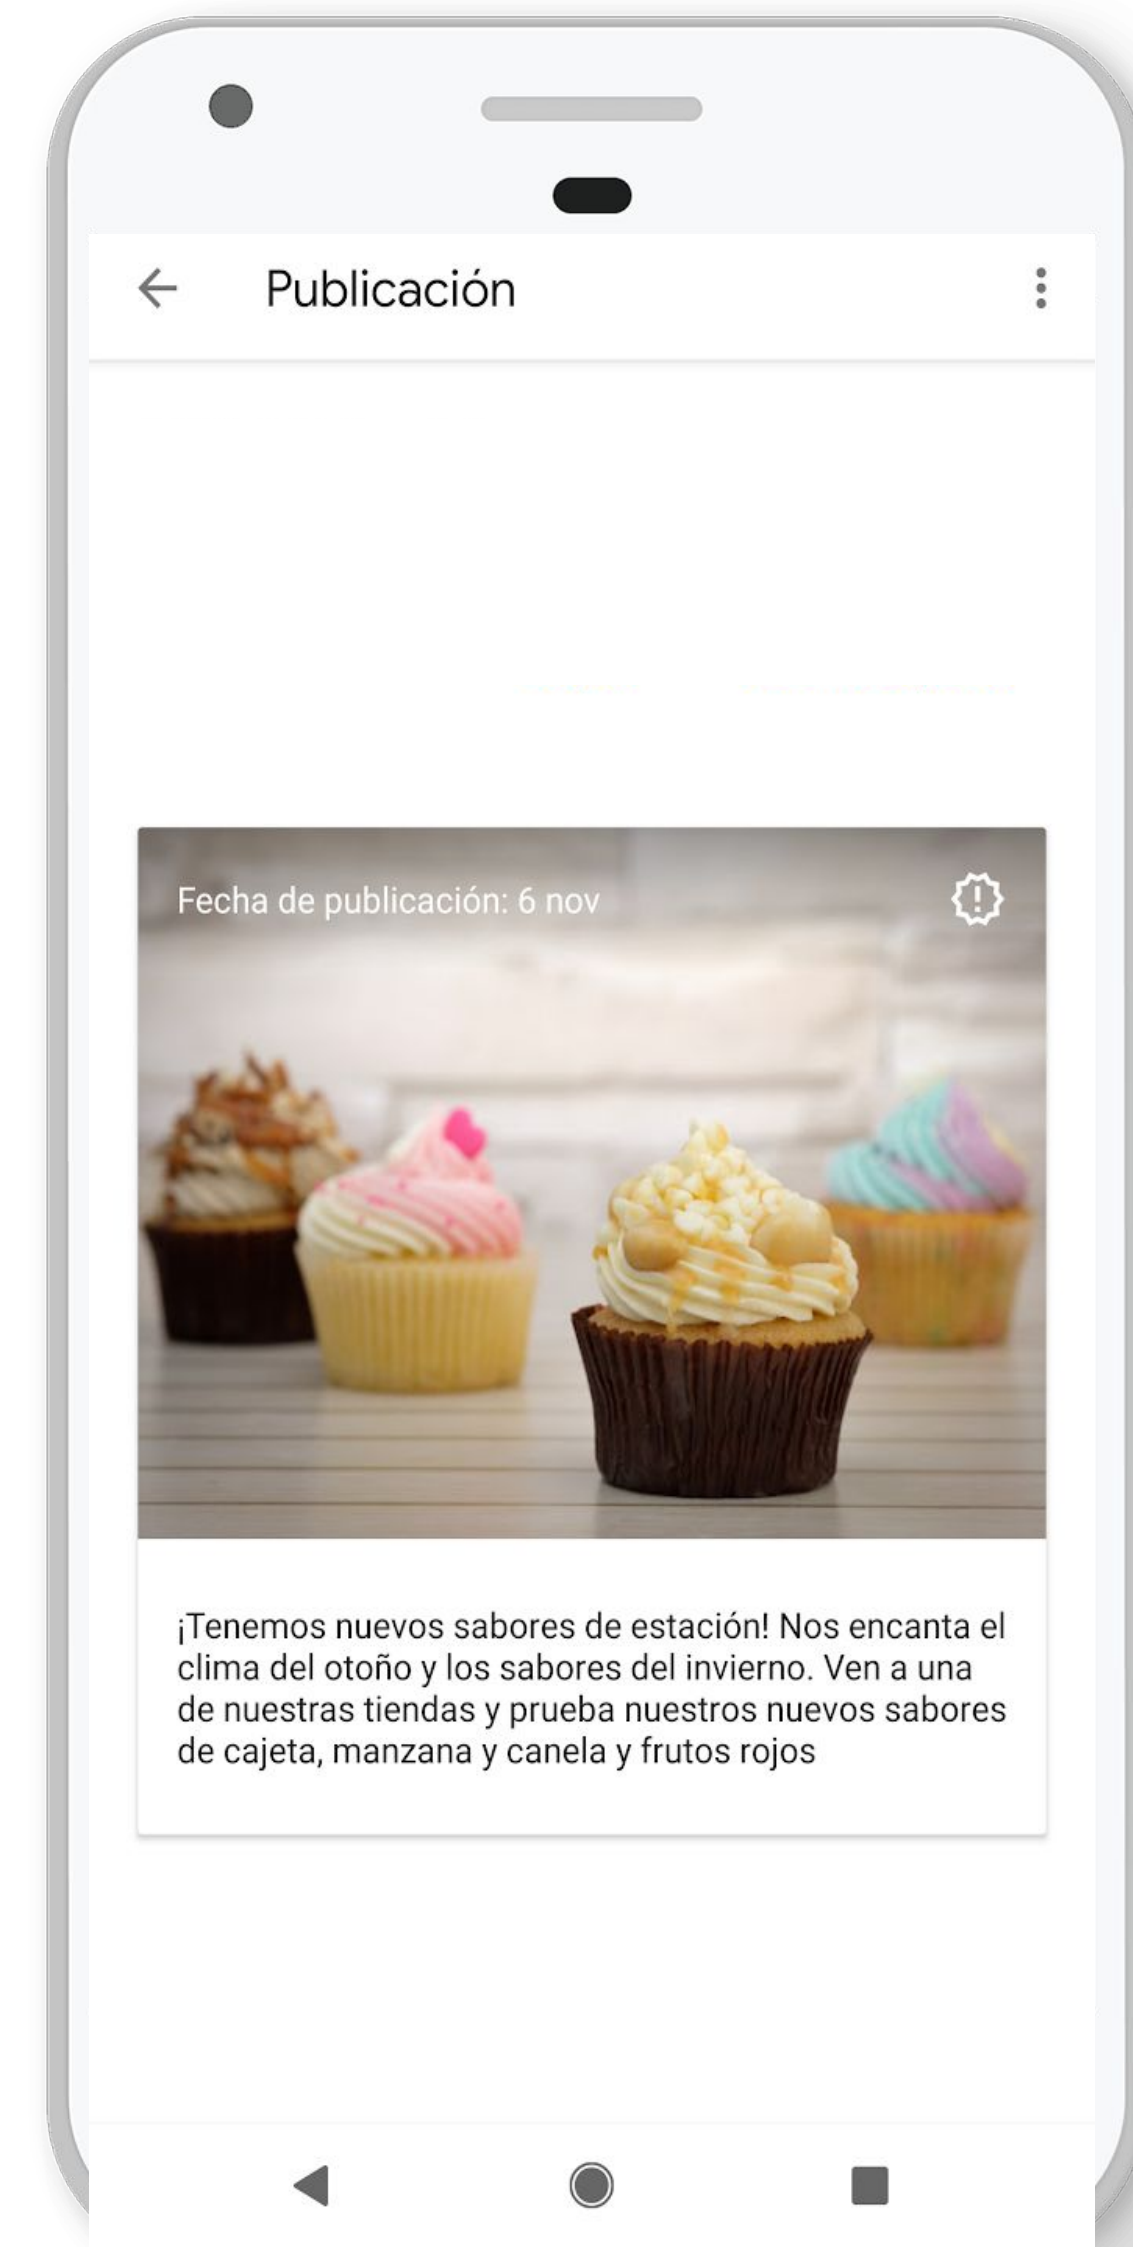 Publicación
Fecha de publicación: 6 nov
¡Tenemos nuevos sabores de estación! Nos encanta el
clima del otoño y los sabores del invierno. Ven a una
de nuestras tiendas y prueba nuestros nuevos sabores
de cajeta, manzana y canela y frutos rojos